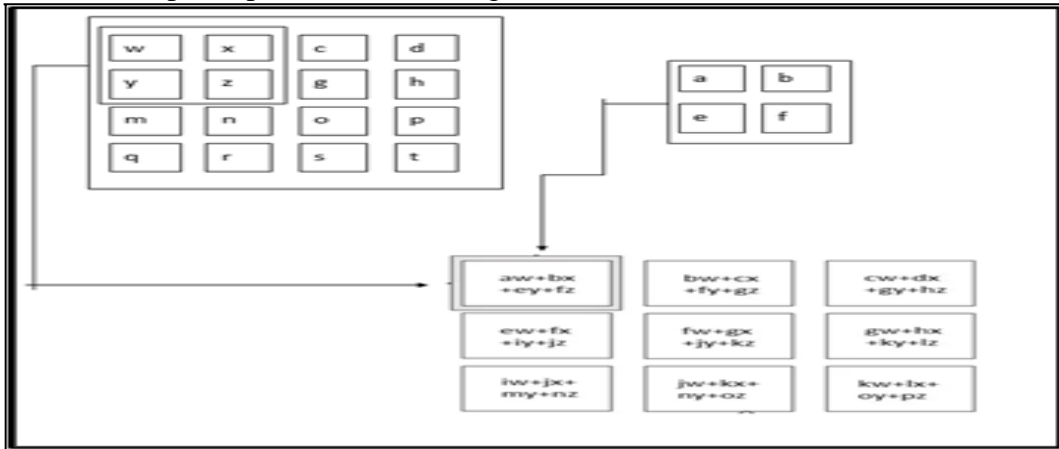 w x c d
y z g h
m n o p
q r s t
a b
e f
aw+bx
+ey+fz
bw+cx
+fy+gz
cw+dx
+gy+hz
ew+fx
+iy+jz
fw+gx
+jy+kz
gw+hx
+ky+lz
iw+jx+
my+nz
jw+kx+
ny+oz
kw+lx+
oy+pz